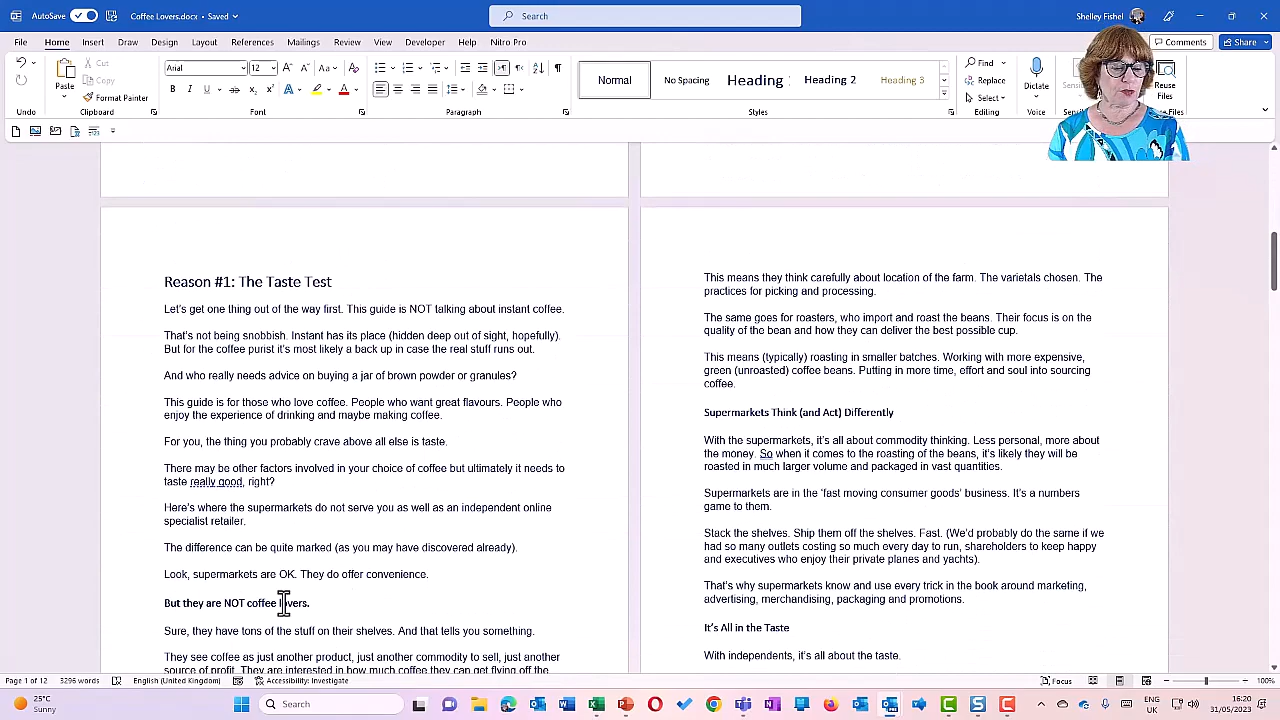 AutoSave
Coffee Lovers.docx • Saved
Search
Shelley Fishel
File Home Insert Draw Design Layout References Mailings Review View Developer Help Nitro Pro
Comments Share
Undo
Paste
Cut
Copy
Format Painter
Clipboard
Arial 12
Font
Paragraph
Normal
No Spacing
Heading
Heading 2
Heading 3
Styles
Find
Replace
Select
Editing
Dictate
Voice
Reuse
Files
Reuse Files
Reason #1: The Taste Test
Let's get one thing out of the way first. This guide is NOT talking about instant coffee.
That's not being snobbish. Instant has its place (hidden deep out of sight, hopefully).
But for the coffee purist it's most likely a back up in case the real stuff runs out.
And who really needs advice on buying a jar of brown powder or granules?
This guide is for those who love coffee. People who want great flavours. People who
enjoy the experience of drinking and maybe making coffee.
For you, the thing you probably crave above all else is taste.
There may be other factors involved in your choice of coffee but ultimately it needs to
taste really good, right?
Here's where the supermarkets do not serve you as well as an independent online
specialist retailer.
The difference can be quite marked (as you may have discovered already).
Look, supermarkets are OK. They do offer convenience.
But they are NOT coffee lovers.
Sure, they have tons of the stuff on their shelves. And that tells you something.
They see coffee as just another product, just another commodity to sell, just another
source of profit. They are interested in how much coffee they can get flying off the
This means they think carefully about location of the farm. The varietals chosen. The
practices for picking and processing.
The same goes for roasters, who import and roast the beans. Their focus is on the
quality of the bean and how they can deliver the best possible cup.
This means (typically) roasting in smaller batches. Working with more expensive,
green (unroasted) coffee beans. Putting in more time, effort and soul into sourcing
coffee.
Supermarkets Think (and Act) Differently
With the supermarkets, it's all about commodity thinking. Less personal, more about
the money. So when it comes to the roasting of the beans, it's likely they will be
roasted in much larger volume and packaged in vast quantities.
Supermarkets are in the 'fast moving consumer goods' business. It's a numbers
game to them.
Stack the shelves. Ship them off the shelves. Fast. (We'd probably do the same if we
had so many outlets costing so much every day to run, shareholders to keep happy
and executives who enjoy their private planes and yachts).
That's why supermarkets know and use every trick in the book around marketing,
advertising, merchandising, packaging and promotions.
It's All in the Taste
With independents, it's all about the taste.
Page 1 of 12 3296 words English (United Kingdom) Accessibility: Investigate
Focus 100%
25°C
Sunny
Search
ENG
UK
16:20
31/05/2023